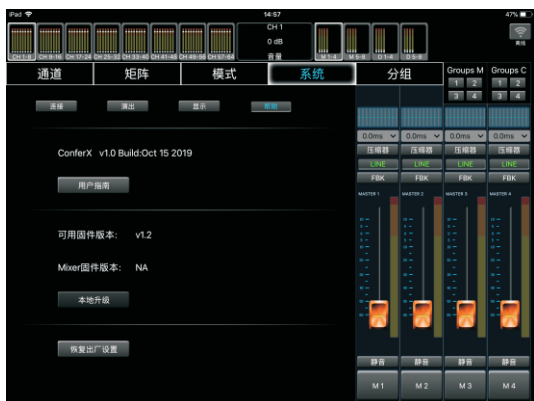 iPad 14:57 47%
CH 1
0 dB
音量
CH 1-8 CH 9-16 CH 17-24 CH 25-32 CH 33-40 CH 41-48 CH 49-56 CH 57-64 M 1-4 M 5-8 D 1-4 D 5-8 离线
通道 矩阵 模式 系统 分组 Groups M Groups C
1 2 1 2
3 4 3 4
连接 演出 显示 帮助
0.0ms 0.0ms 0.0ms 0.0ms
压缩器 压缩器 压缩器 压缩器
LINE LINE LINE LINE
FBK FBK FBK FBK
MASTER 1 MASTER 2 MASTER 3 MASTER 4
ConferX v1.0 Build:Oct 15 2019
用户指南
可用固件版本: v1.2
Mixer固件版本: NA
本地升级
恢复出厂设置
静音 静音 静音 静音
M 1 M 2 M 3 M 4